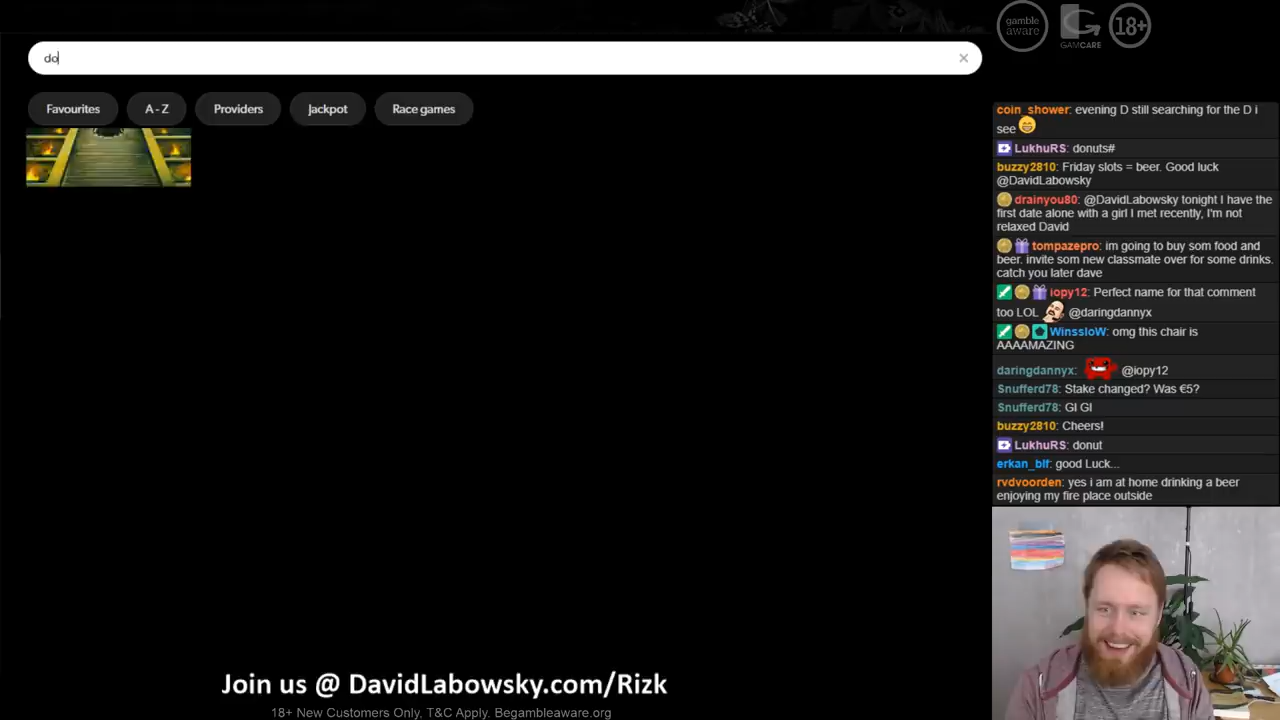 do
Favourites
A - Z
Providers
Jackpot
Race games
gamble
aware
GAMCARE
18+
coin_shower: evening D still searching for the D i
see
LukhuRS: donuts#
buzzy2810: Friday slots = beer. Good luck
@DavidLabowsky
drainyou80: @DavidLabowsky tonight I have the
first date alone with a girl I met recently, I'm not
relaxed David
tompazepro: im going to buy som food and
beer. invite som new classmate over for some drinks.
catch you later dave
iopy12: Perfect name for that comment
too LOL @daringdannyx
WinssloW: omg this chair is
AAAAMAZING
daringdannyx: @iopy12
Snufferd78: Stake changed? Was €5?
Snufferd78: Gl Gl
buzzy2810: Cheers!
LukhuRS: donut
erkan_blf: good Luck...
rvdvoorden: yes i am at home drinking a beer
enjoying my fire place outside
Join us @ DavidLabowsky.com/Rizk
18+ New Customers Only, T&C Apply. Begambleaware.org